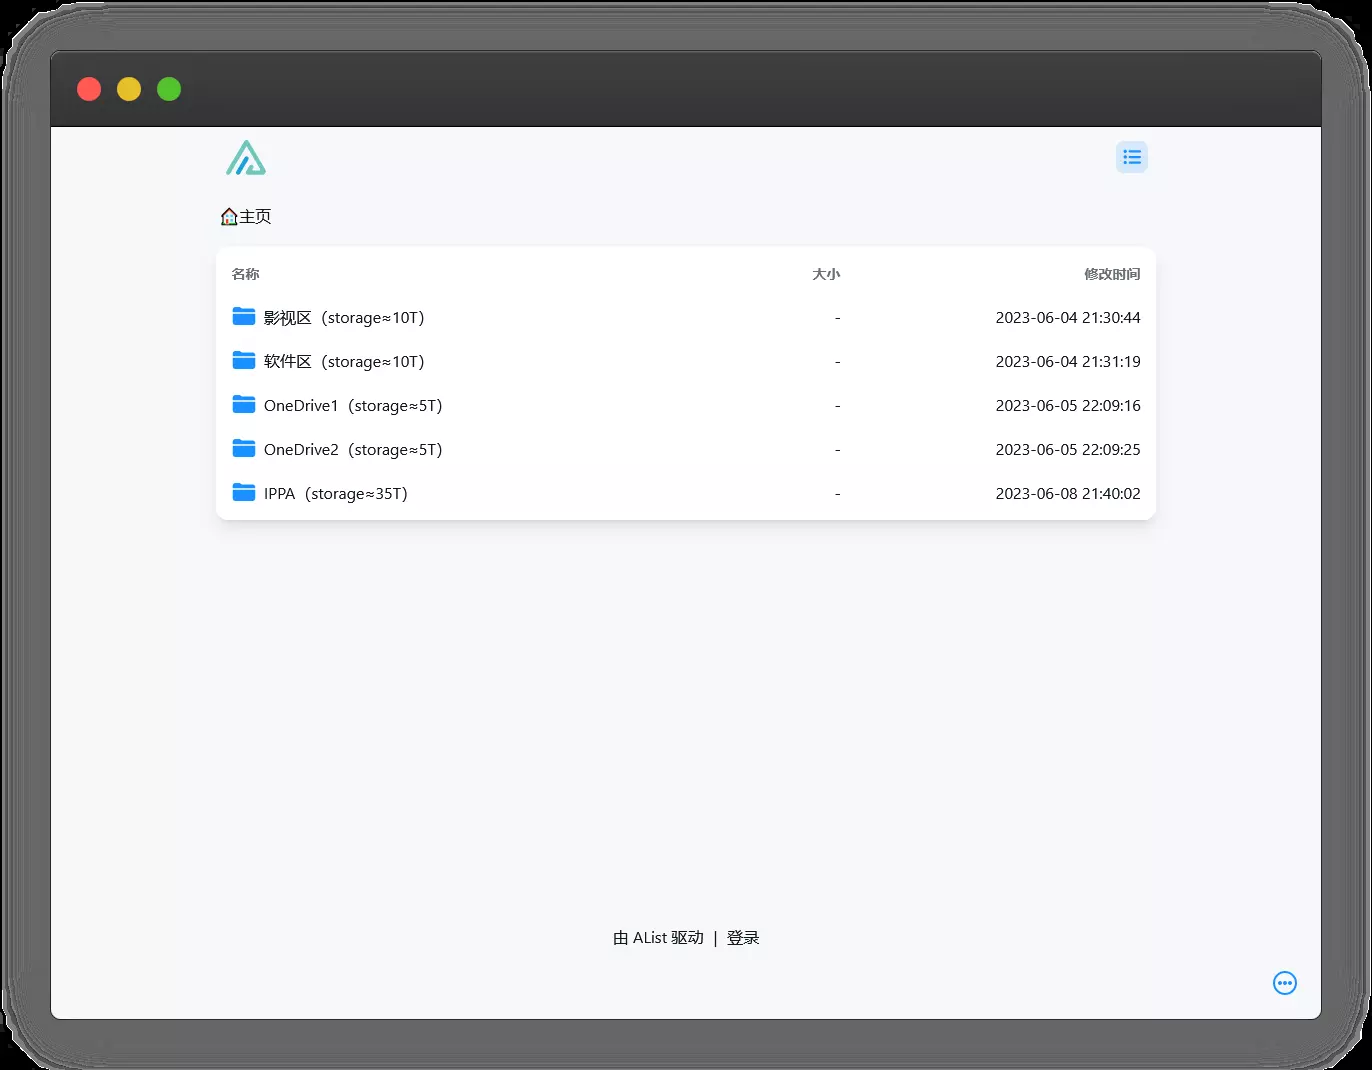 🏠主页
名称 大小 修改时间
影视区（storage≈10T） - 2023-06-04 21:30:44
软件区（storage≈10T） - 2023-06-04 21:31:19
OneDrive1（storage≈5T） - 2023-06-05 22:09:16
OneDrive2（storage≈5T） - 2023-06-05 22:09:25
IPPA（storage≈35T） - 2023-06-08 21:40:02
由 AList 驱动 | 登录